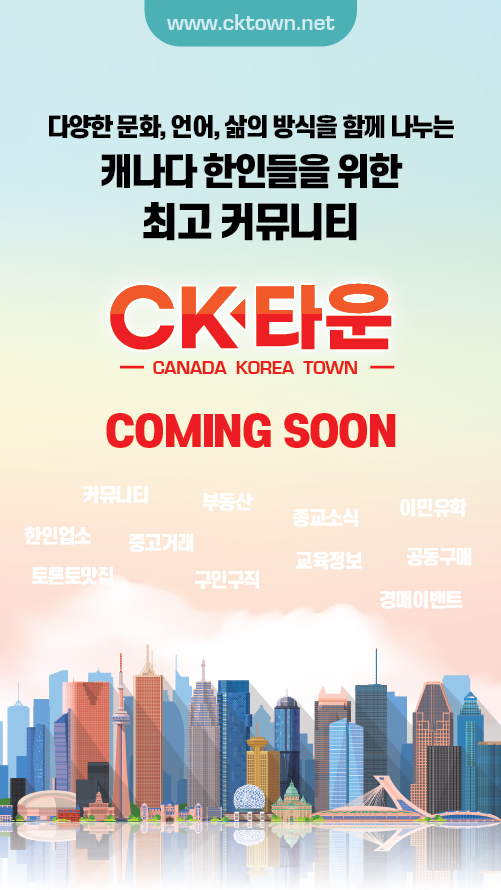 www.cktown.net
다양한 문화, 언어, 삶의 방식을 함께 나누는
캐나다 한인들을 위한
최고 커뮤니티
CK타운
CANADA KOREA TOWN
COMING SOON
커뮤니티
부동산
종교소식
이민유학
한인업소
중고거래
교육정보
공동구매
토론토맛집
구인구직
경매이밴트